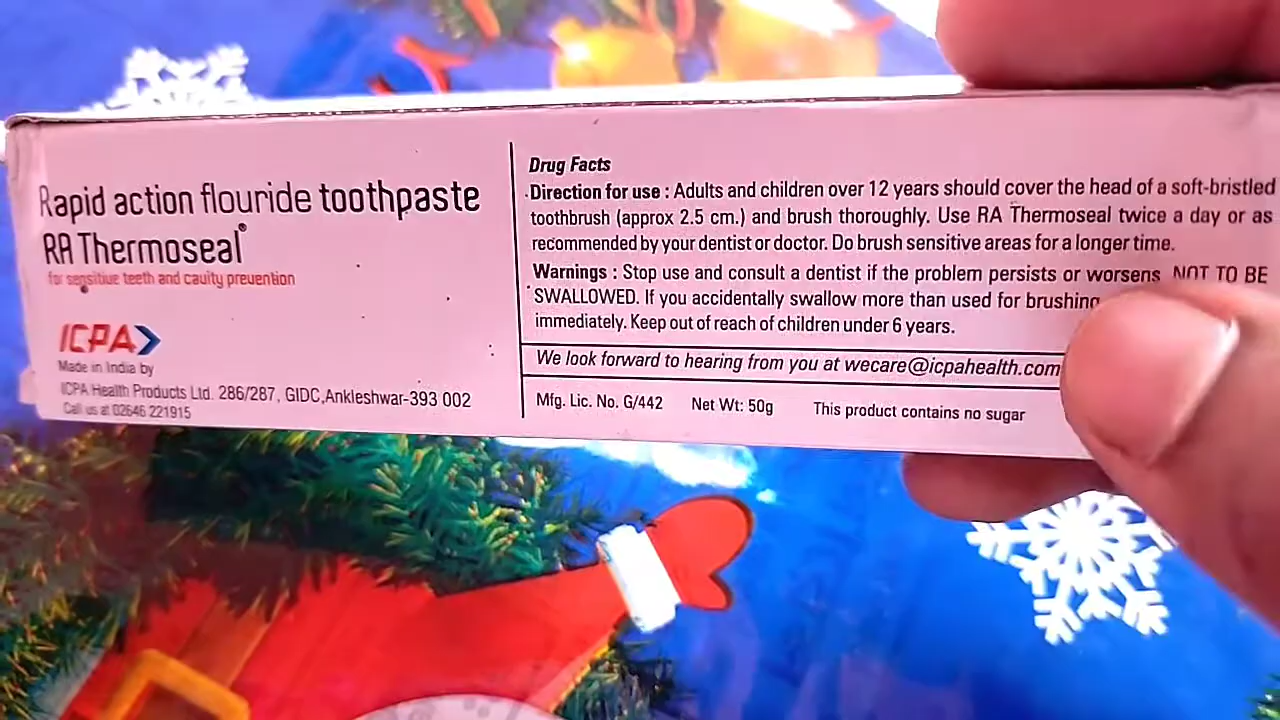 Rapid action flouride toothpaste
RA Thermoseal®
for sensitive teeth and cavity prevention
ICPA
Made in India by
ICPA Health Products Ltd. 286/287, GIDC,Ankleshwar-393 002
Call us at 02646 221915
Drug Facts
Direction for use : Adults and children over 12 years should cover the head of a soft-bristled
toothbrush (approx 2.5 cm.) and brush thoroughly. Use RA Thermoseal twice a day or as
recommended by your dentist or doctor. Do brush sensitive areas for a longer time.
Warnings : Stop use and consult a dentist if the problem persists or worsens NOT TO BE
SWALLOWED. If you accidentally swallow more than used for brushing
immediately. Keep out of reach of children under 6 years.
We look forward to hearing from you at wecare@icpahealth.com
Mfg. Lic. No. G/442 Net Wt: 50g This product contains no sugar